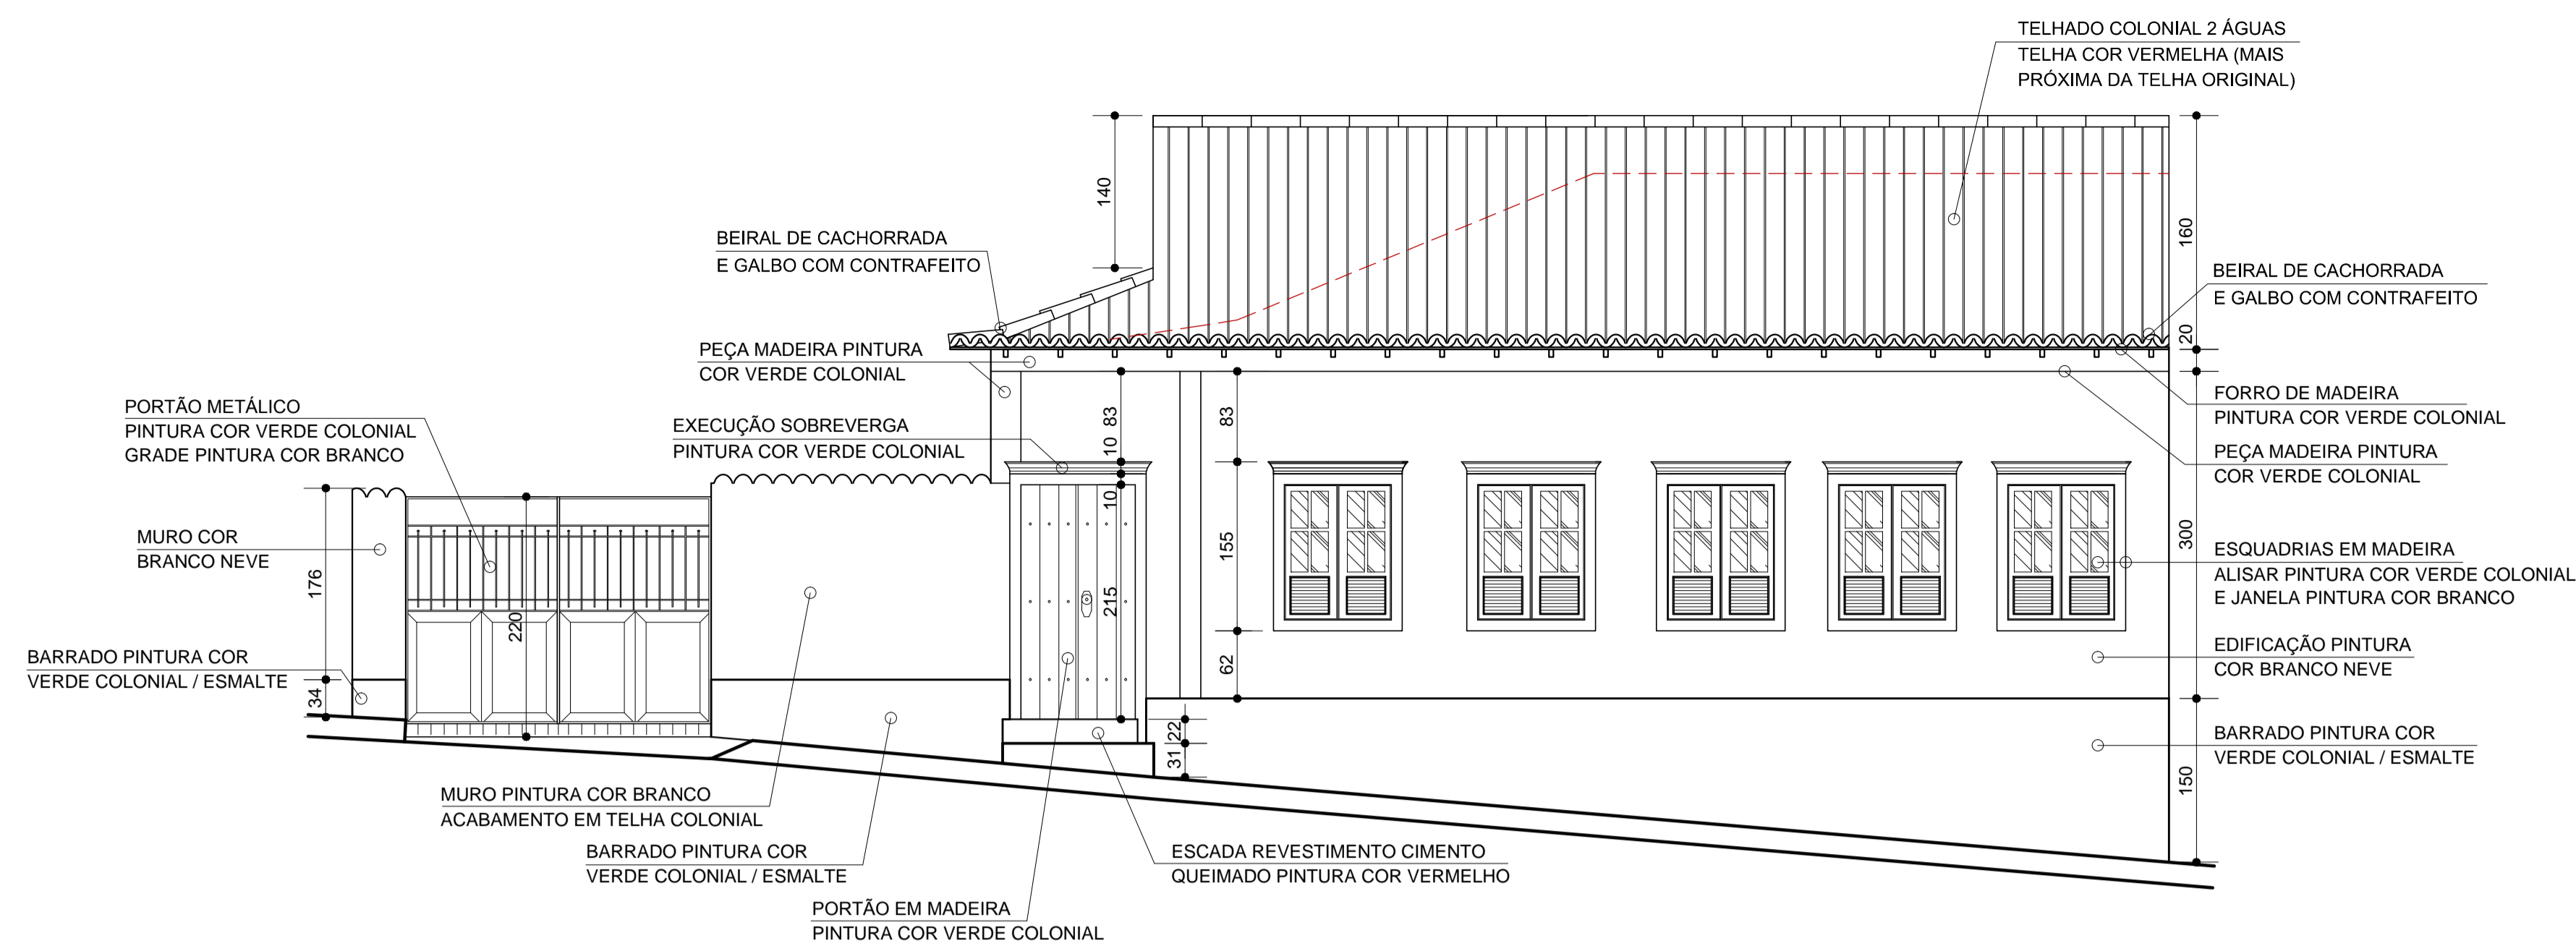 TELHADO COLONIAL 2 ÁGUAS
TELHA COR VERMELHA (MAIS
PRÓXIMA DA TELHA ORIGINAL)
140
160
20
BEIRAL DE CACHORRADA
E GALBO COM CONTRAFEITO
BEIRAL DE CACHORRADA
E GALBO COM CONTRAFEITO
PEÇA MADEIRA PINTURA
COR VERDE COLONIAL
FORRO DE MADEIRA
PINTURA COR VERDE COLONIAL
PORTÃO METÁLICO
PINTURA COR VERDE COLONIAL
GRADE PINTURA COR BRANCO
EXECUÇÃO SOBREVERGA
PINTURA COR VERDE COLONIAL
83
10
10
215
83
155
62
PEÇA MADEIRA PINTURA
COR VERDE COLONIAL
300
MURO COR
BRANCO NEVE
176
34
220
ESQUADRIAS EM MADEIRA
ALISAR PINTURA COR VERDE COLONIAL
E JANELA PINTURA COR BRANCO
EDIFICAÇÃO PINTURA
COR BRANCO NEVE
BARRADO PINTURA COR
VERDE COLONIAL / ESMALTE
22
31
BARRADO PINTURA COR
VERDE COLONIAL / ESMALTE
150
MURO PINTURA COR BRANCO
ACABAMENTO EM TELHA COLONIAL
BARRADO PINTURA COR
VERDE COLONIAL / ESMALTE
ESCADA REVESTIMENTO CIMENTO
QUEIMADO PINTURA COR VERMELHO
PORTÃO EM MADEIRA
PINTURA COR VERDE COLONIAL